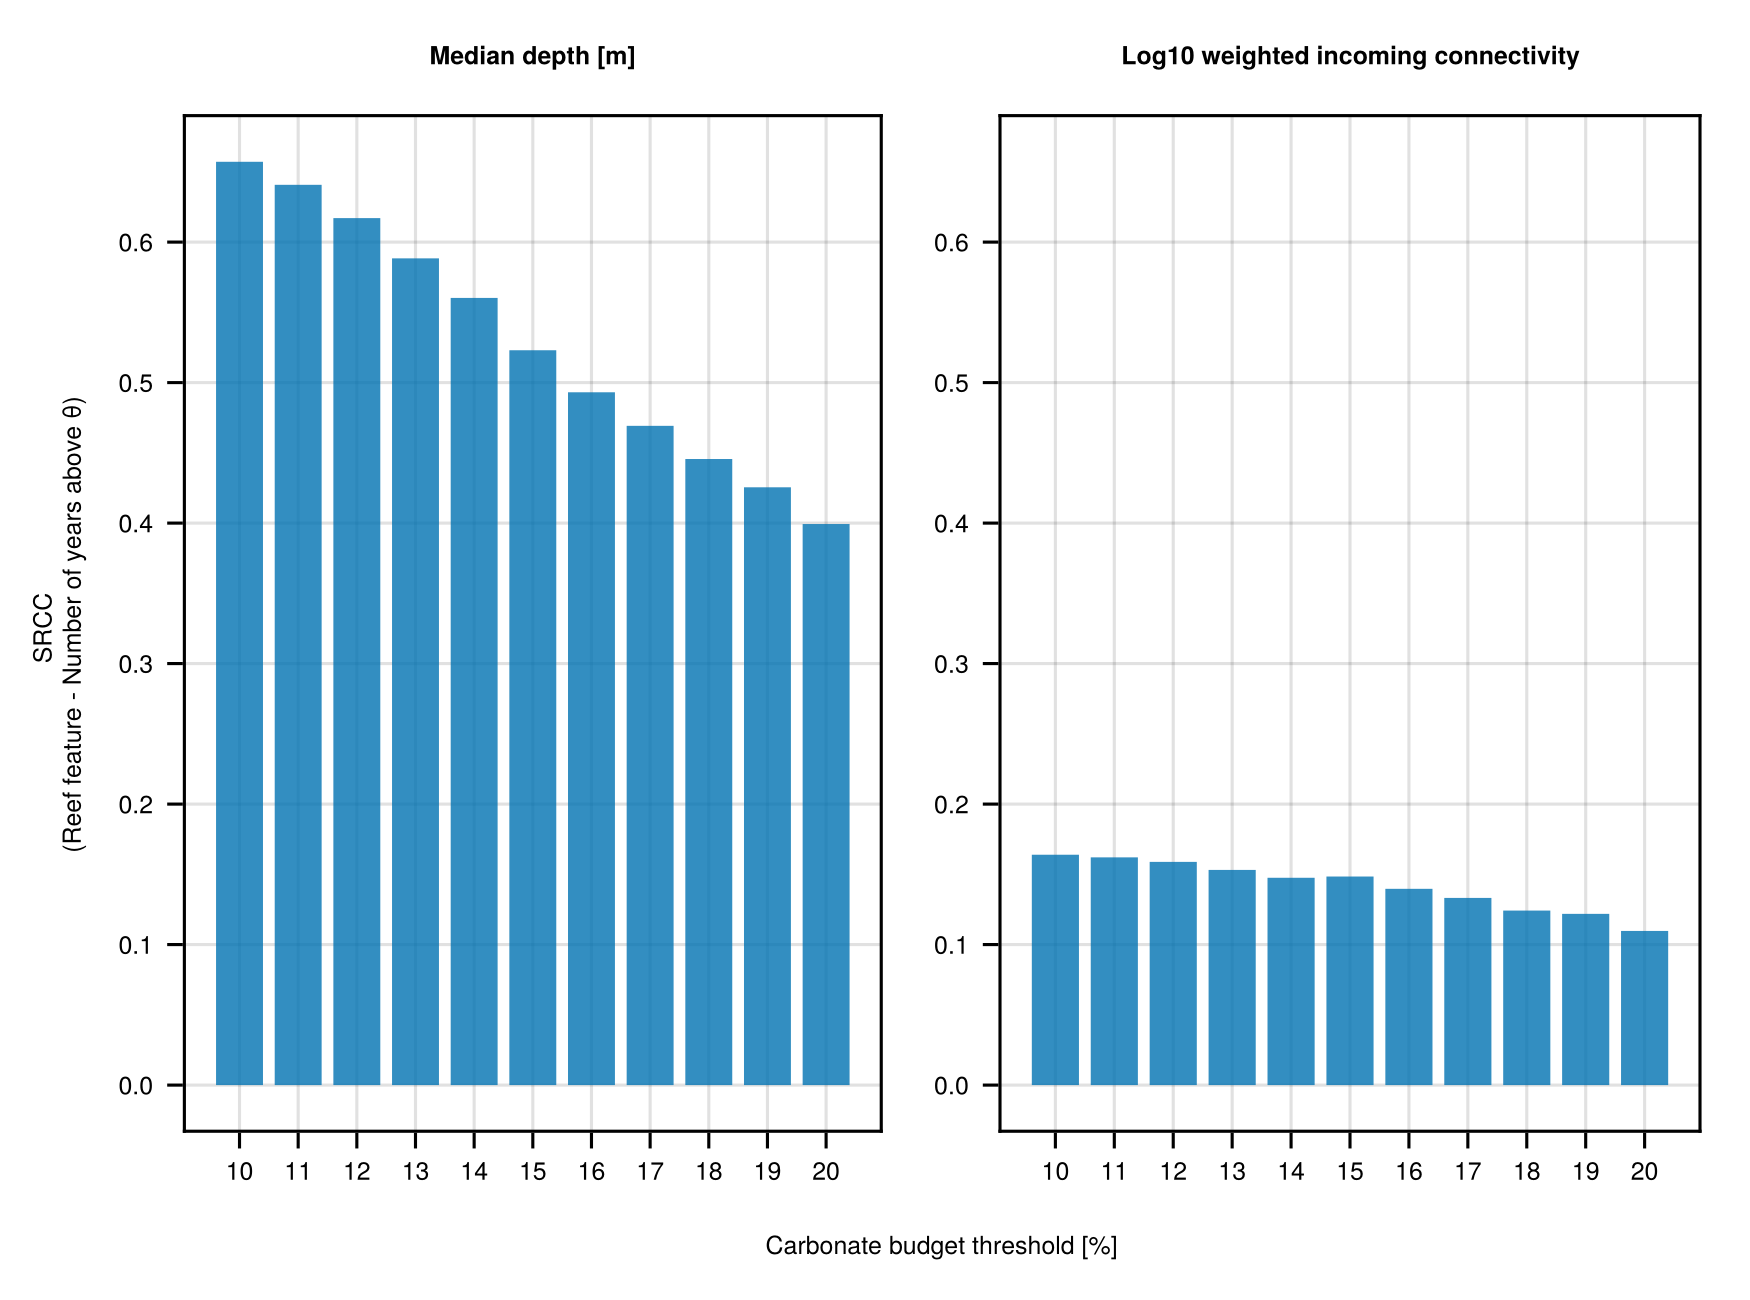 Median depth [m]
Log10 weighted incoming connectivity
SRCC
(Reef feature - Number of years above θ)
0.6
0.5
0.4
0.3
0.2
0.1
0.0
10 11 12 13 14 15 16 17 18 19 20
0.6
0.5
0.4
0.3
0.2
0.1
0.0
10 11 12 13 14 15 16 17 18 19 20
Carbonate budget threshold [%]